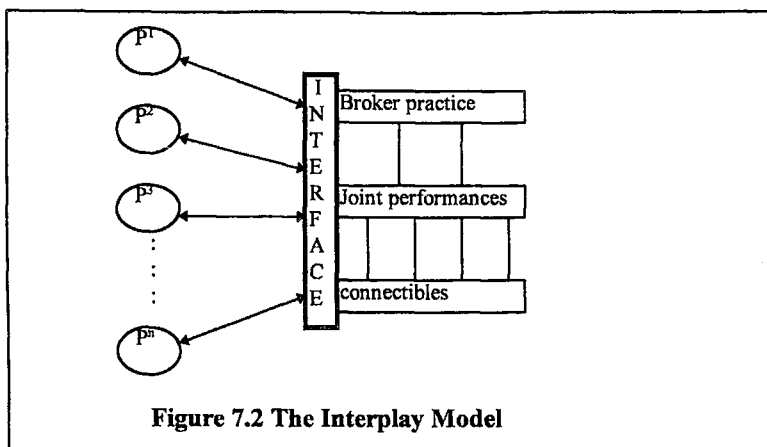 P¹
P²
P³
Pⁿ
INTERFACE
Broker practice
Joint performances
connectibles
Figure 7.2 The Interplay Model